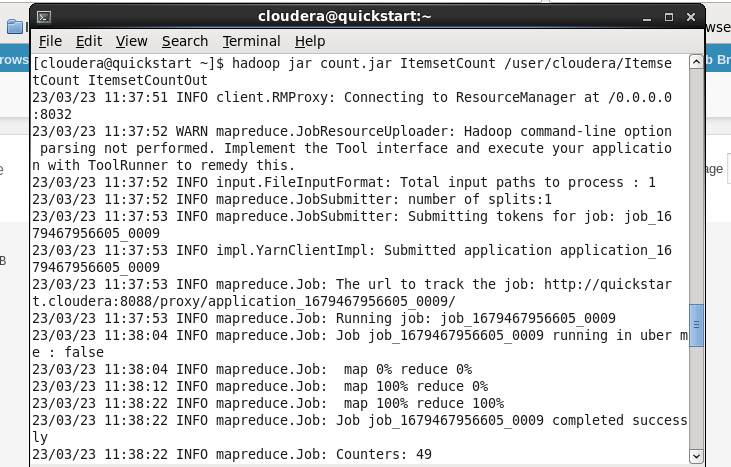 cloudera@quickstart:~
File Edit View Search Terminal Help
[cloudera@quickstart ~]$ hadoop jar count.jar ItemsetCount /user/cloudera/Itemse
tCount ItemsetCountOut
23/03/23 11:37:51 INFO client.RMProxy: Connecting to ResourceManager at /0.0.0.0
:8032
23/03/23 11:37:52 WARN mapreduce.JobResourceUploader: Hadoop command-line option
 parsing not performed. Implement the Tool interface and execute your applicatio
n with ToolRunner to remedy this.
23/03/23 11:37:52 INFO input.FileInputFormat: Total input paths to process : 1
23/03/23 11:37:52 INFO mapreduce.JobSubmitter: number of splits:1
23/03/23 11:37:53 INFO mapreduce.JobSubmitter: Submitting tokens for job: job_16
79467956605_0009
23/03/23 11:37:53 INFO impl.YarnClientImpl: Submitted application application_16
79467956605_0009
23/03/23 11:37:53 INFO mapreduce.Job: The url to track the job: http://quickstar
t.cloudera:8088/proxy/application_1679467956605_0009/
23/03/23 11:37:53 INFO mapreduce.Job: Running job: job_1679467956605_0009
23/03/23 11:38:04 INFO mapreduce.Job: Job job_1679467956605_0009 running in uber m
e : false
23/03/23 11:38:04 INFO mapreduce.Job:  map 0% reduce 0%
23/03/23 11:38:12 INFO mapreduce.Job:  map 100% reduce 0%
23/03/23 11:38:22 INFO mapreduce.Job:  map 100% reduce 100%
23/03/23 11:38:22 INFO mapreduce.Job: Job job_1679467956605_0009 completed success
ly
23/03/23 11:38:22 INFO mapreduce.Job: Counters: 49